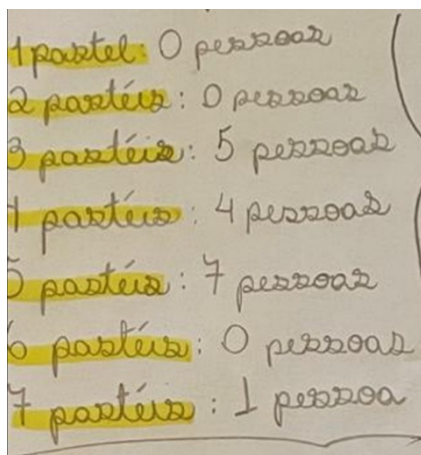 1 pastel: 0 pessoas
2 pastéis: 0 pessoas
3 pastéis: 5 pessoas
4 pastéis: 4 pessoas
5 pastéis: 7 pessoas
6 pastéis: 0 pessoas
7 pastéis: 1 pessoa